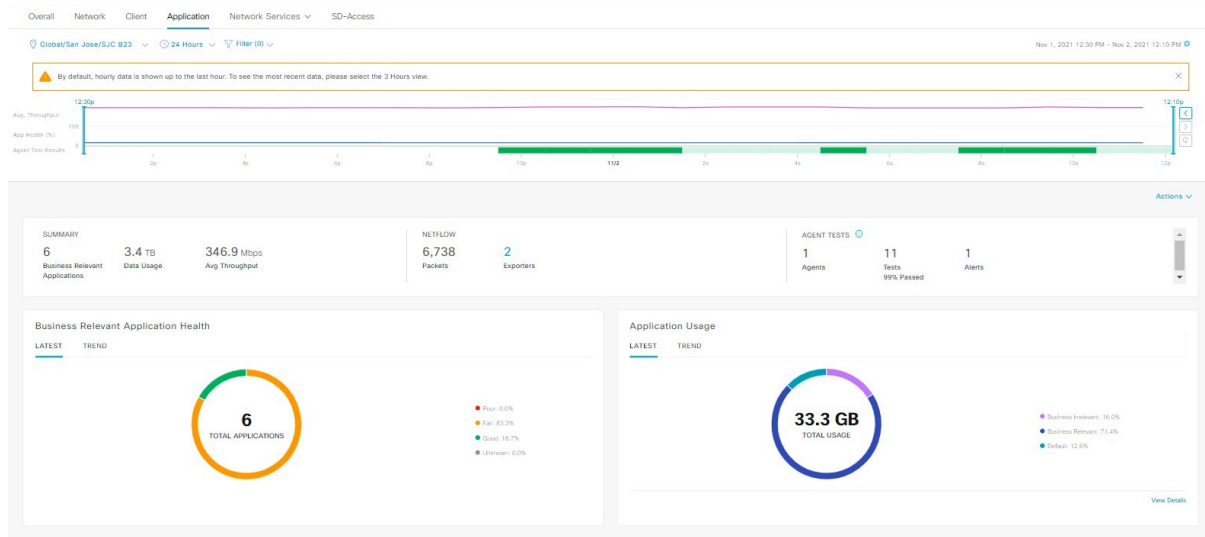 Overall Network Client Application Network Services SD-Access
Global/San Jose/SJC B23 24 Hours Filter (0) Nov 1, 2021 12:30 PM - Nov 2, 2021 12:10 PM
By default, hourly data is shown up to the last hour. To see the most recent data, please select the 3 Hours view.
12:30p 12:10p
Avg. Throughput
100
App Health (%)
0
Agent Test Results
2p 4p 6p 8p 10p 11/2 2a 4a 6a 8a 10a 12p
Actions
SUMMARY NETFLOW AGENT TESTS
6 3.4 TB 346.9 Mbps 6,738 2 1 11 1
Business Relevant Data Usage Avg Throughput Packets Exporters Agents Tests Alerts
Applications 99% Passed
Business Relevant Application Health
LATEST TREND
6
TOTAL APPLICATIONS
Poor: 0.0%
Fair: 83.3%
Good: 16.7%
Unknown: 0.0%
Application Usage
LATEST TREND
33.3 GB
TOTAL USAGE
Business Irrelevant: 16.0%
Business Relevant: 71.4%
Default: 12.6%
View Details